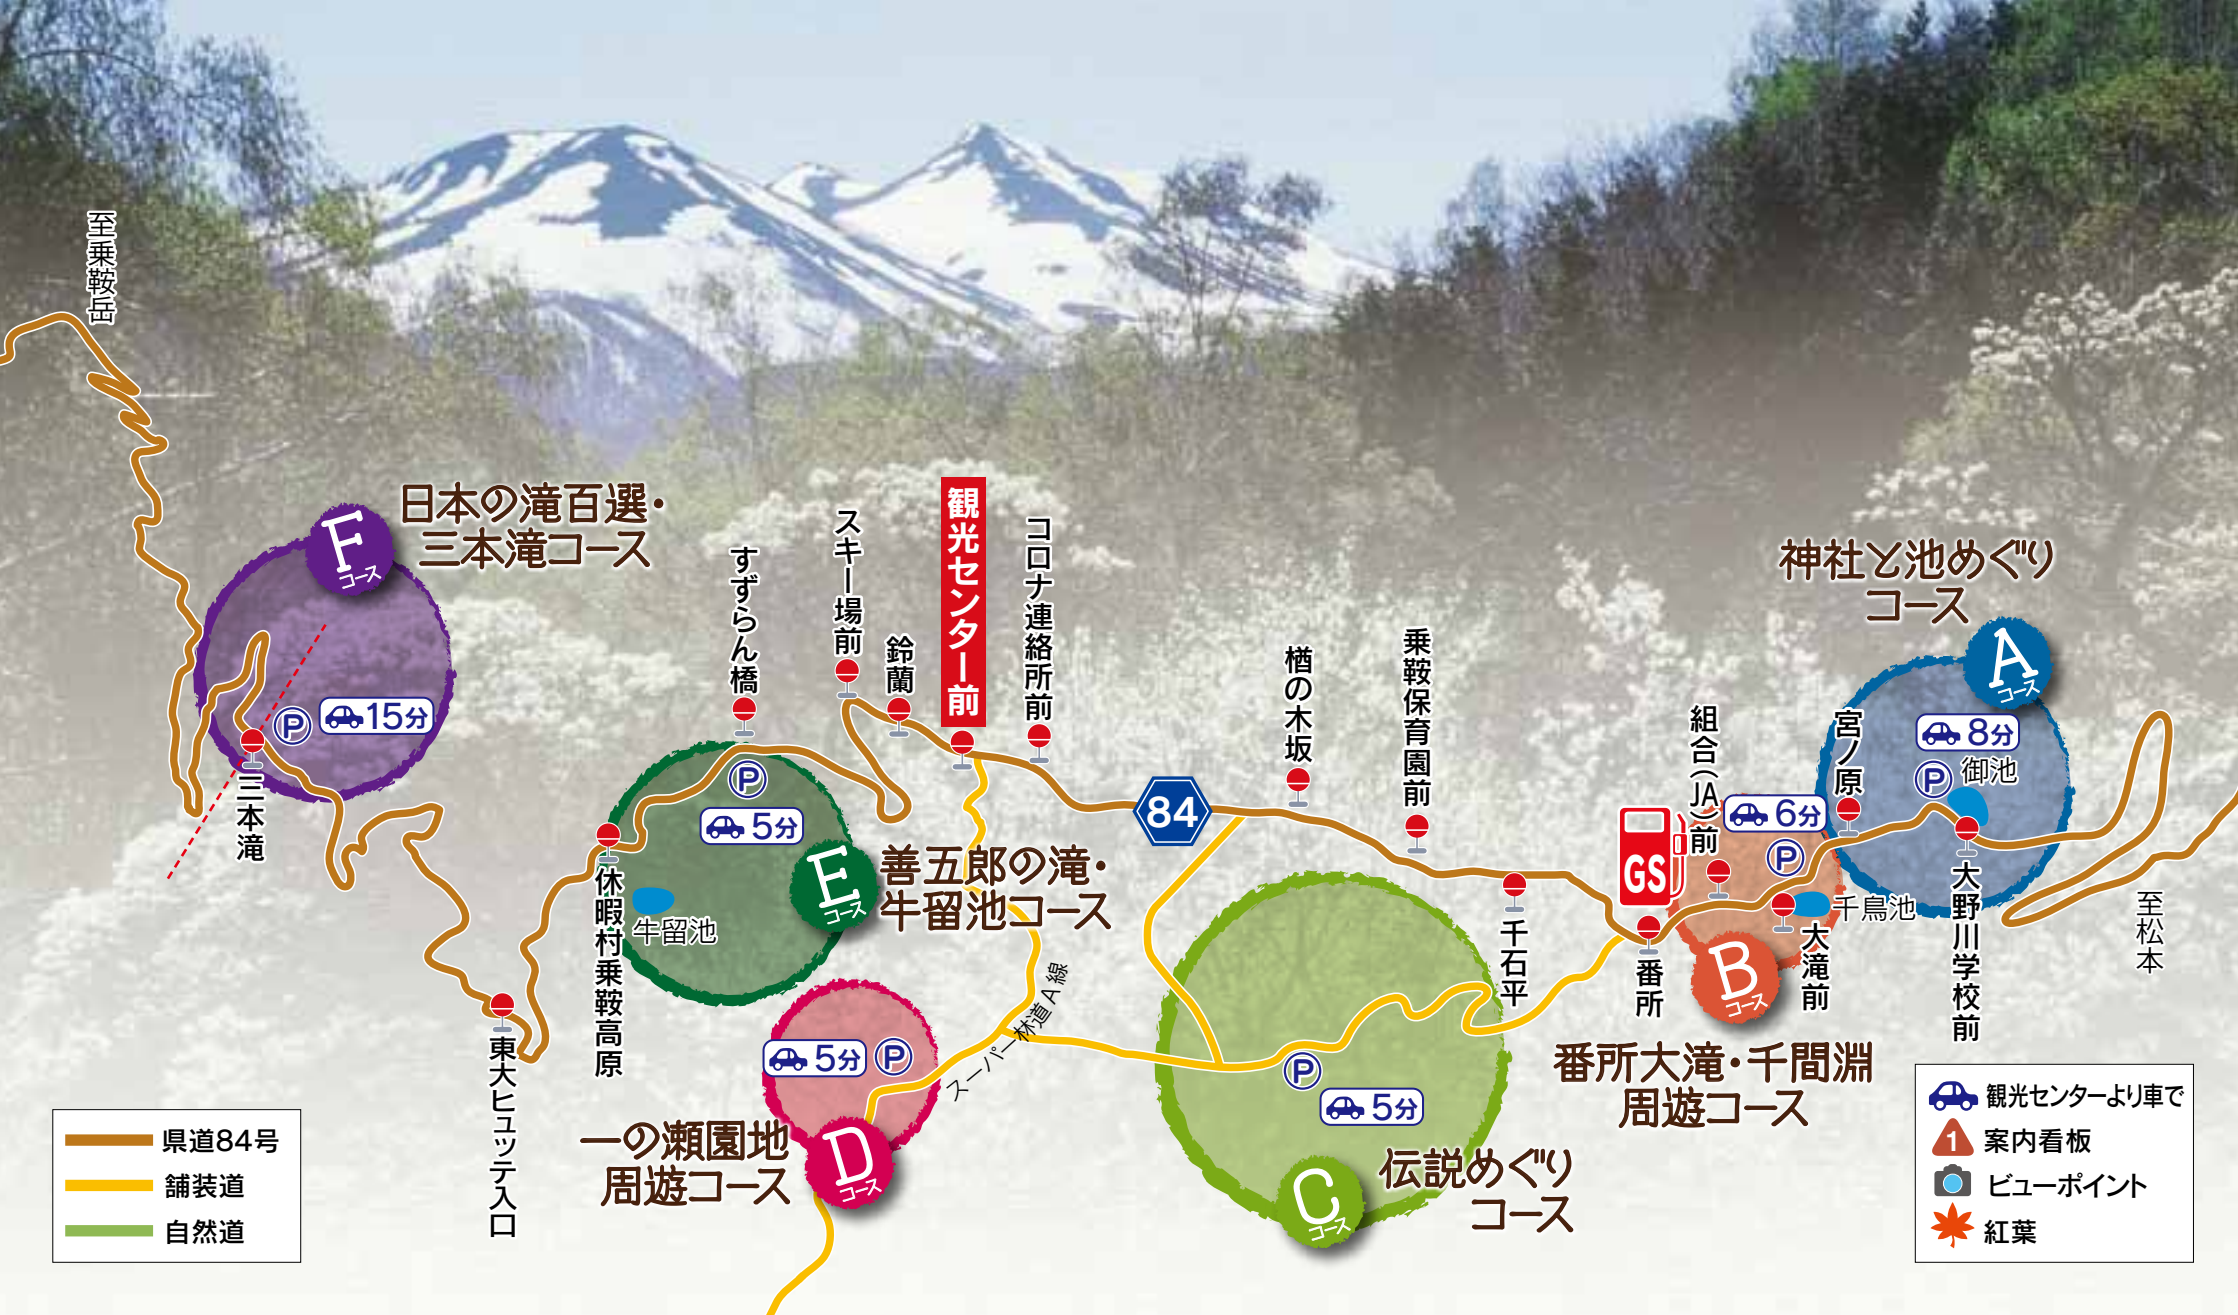 至乗鞍岳
F
コース
日本の滝百選・
三本滝コース
P
15分
三本滝
すずらん橋
スキー場前
鈴蘭
観光センター前
コロナ連絡所前
P
5分
E
コース
善五郎の滝・
牛留池コース
休暇村乗鞍高原
牛留池
東大ヒュッテ入口
84
楢の木坂
乗鞍保育園前
千石平
GS
番所
組合(JA)前
6分
P
宮ノ原
神社と池めぐり
コース
A
コース
8分
P
御池
大野川学校前
千鳥池
大滝前
至松本
B
コース
番所大滝・千間淵
周遊コース
5分
P
D
コース
一の瀬園地
周遊コース
スーパー林道A線
P
5分
C
コース
伝説めぐり
コース
県道84号
舗装道
自然道
観光センターより車で
1
案内看板
ビューポイント
紅葉